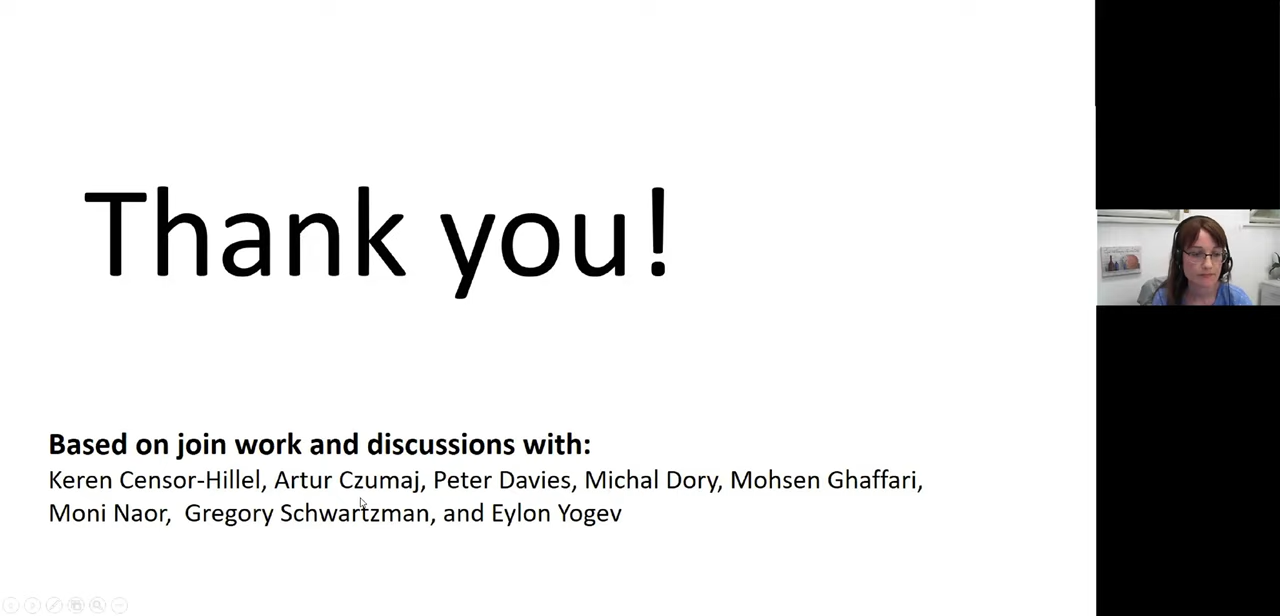 Thank you!
Based on join work and discussions with:
Keren Censor-Hillel, Artur Czumaj, Peter Davies, Michal Dory, Mohsen Ghaffari,
Moni Naor, Gregory Schwartzman, and Eylon Yogev